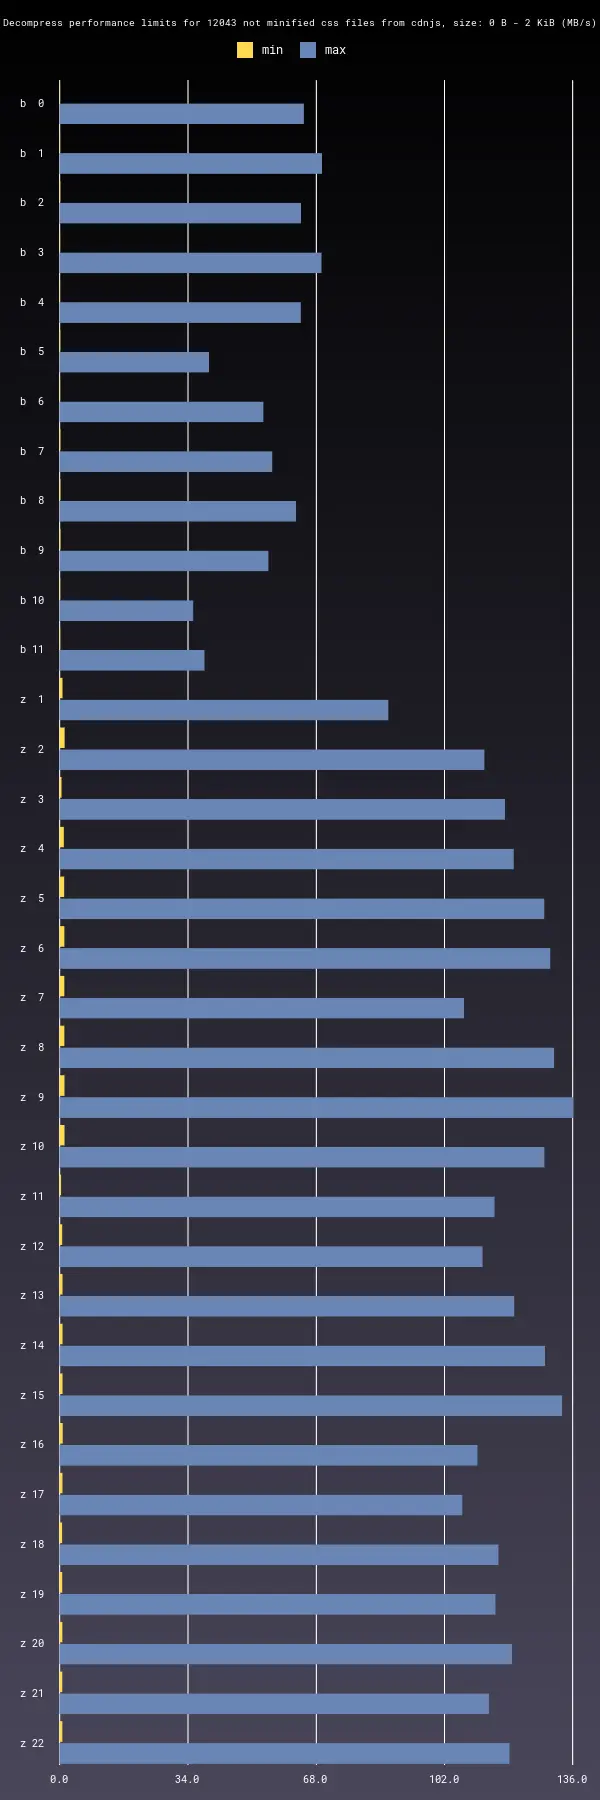 Decompress performance limits for 12043 not minified css files from cdnjs, size: 0 B - 2 KiB (MB/s)
min max
b 0
b 1
b 2
b 3
b 4
b 5
b 6
b 7
b 8
b 9
b 10
b 11
z 1
z 2
z 3
z 4
z 5
z 6
z 7
z 8
z 9
z 10
z 11
z 12
z 13
z 14
z 15
z 16
z 17
z 18
z 19
z 20
z 21
z 22
0.0 34.0 68.0 102.0 136.0